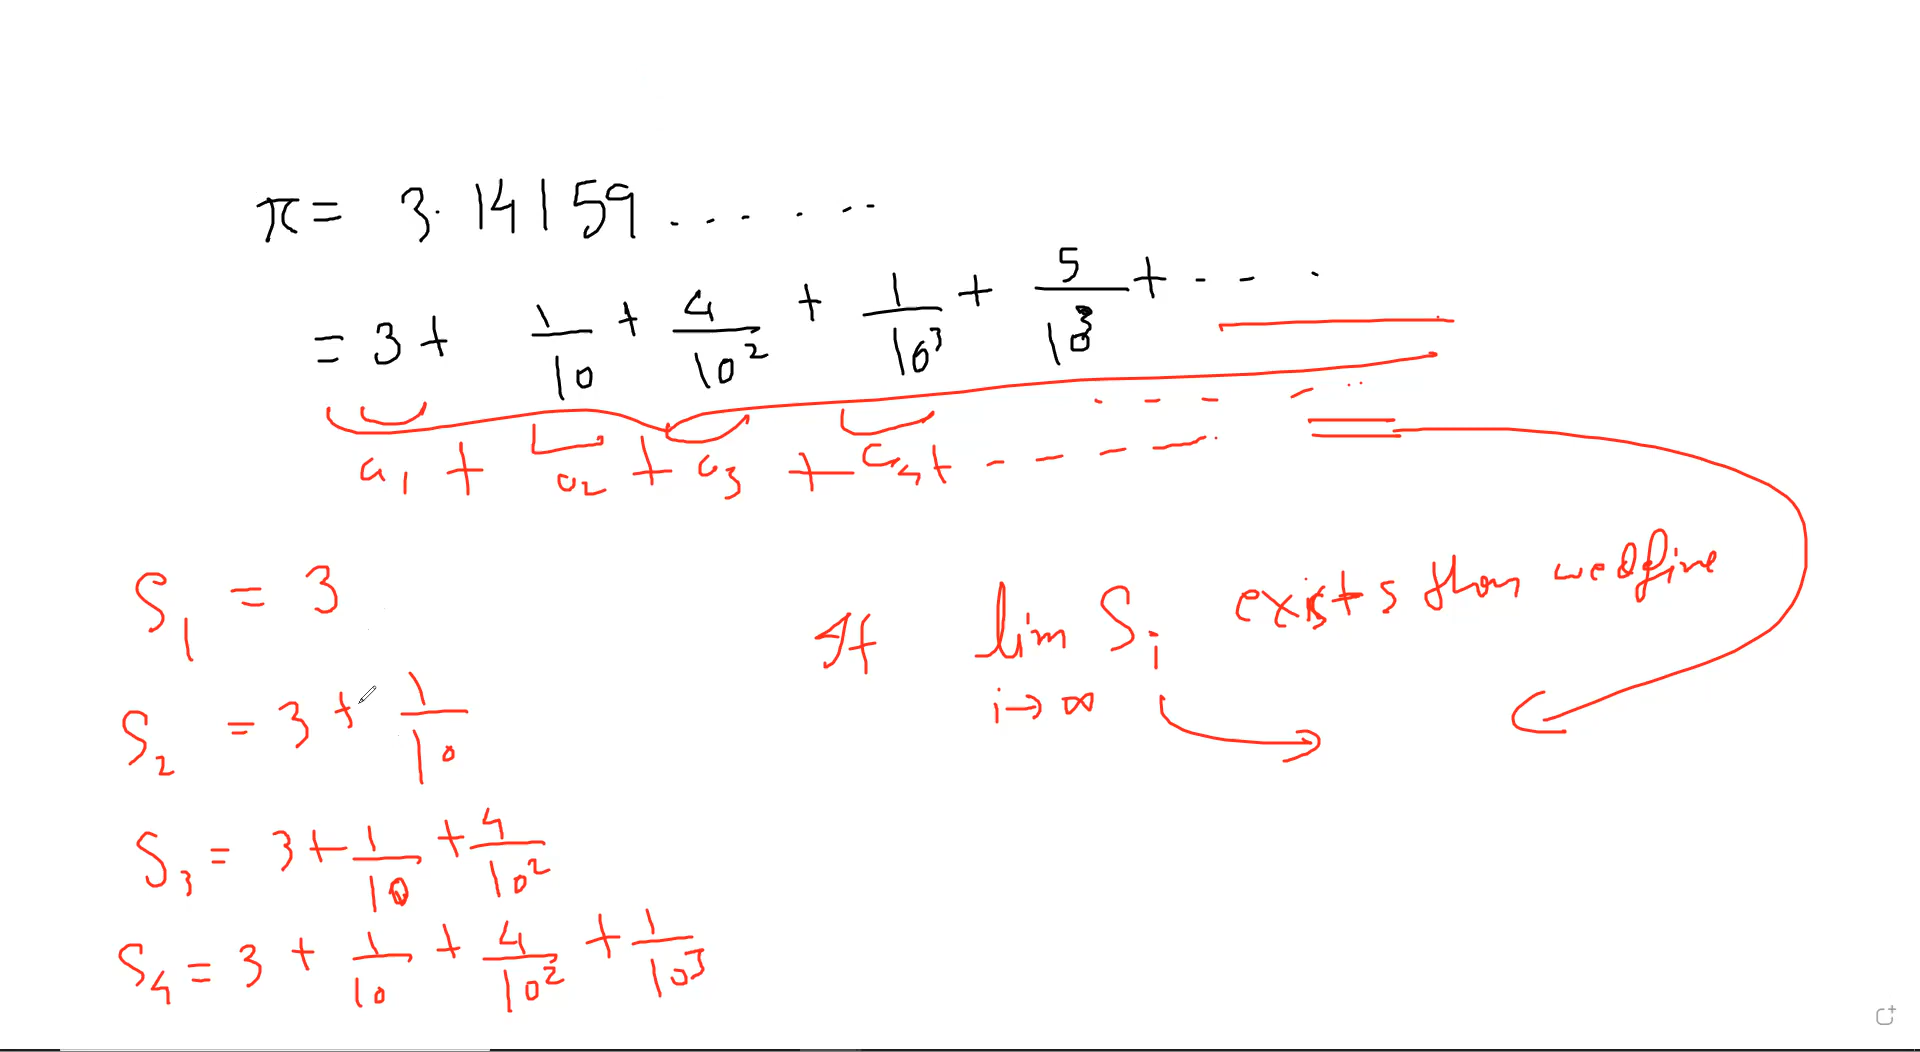 π = 3.14159.......
= 3 + 1/10 + 4/10² + 1/10³ + 5/10³ + ....
a₁ + a₂ + a₃ + a₄ + ------
S₁ = 3
If lim S_i exists then we define
i→∞
S₂ = 3 + 1/10
S₃ = 3 + 1/10 + 4/10²
S₄ = 3 + 1/10 + 4/10² + 1/10³